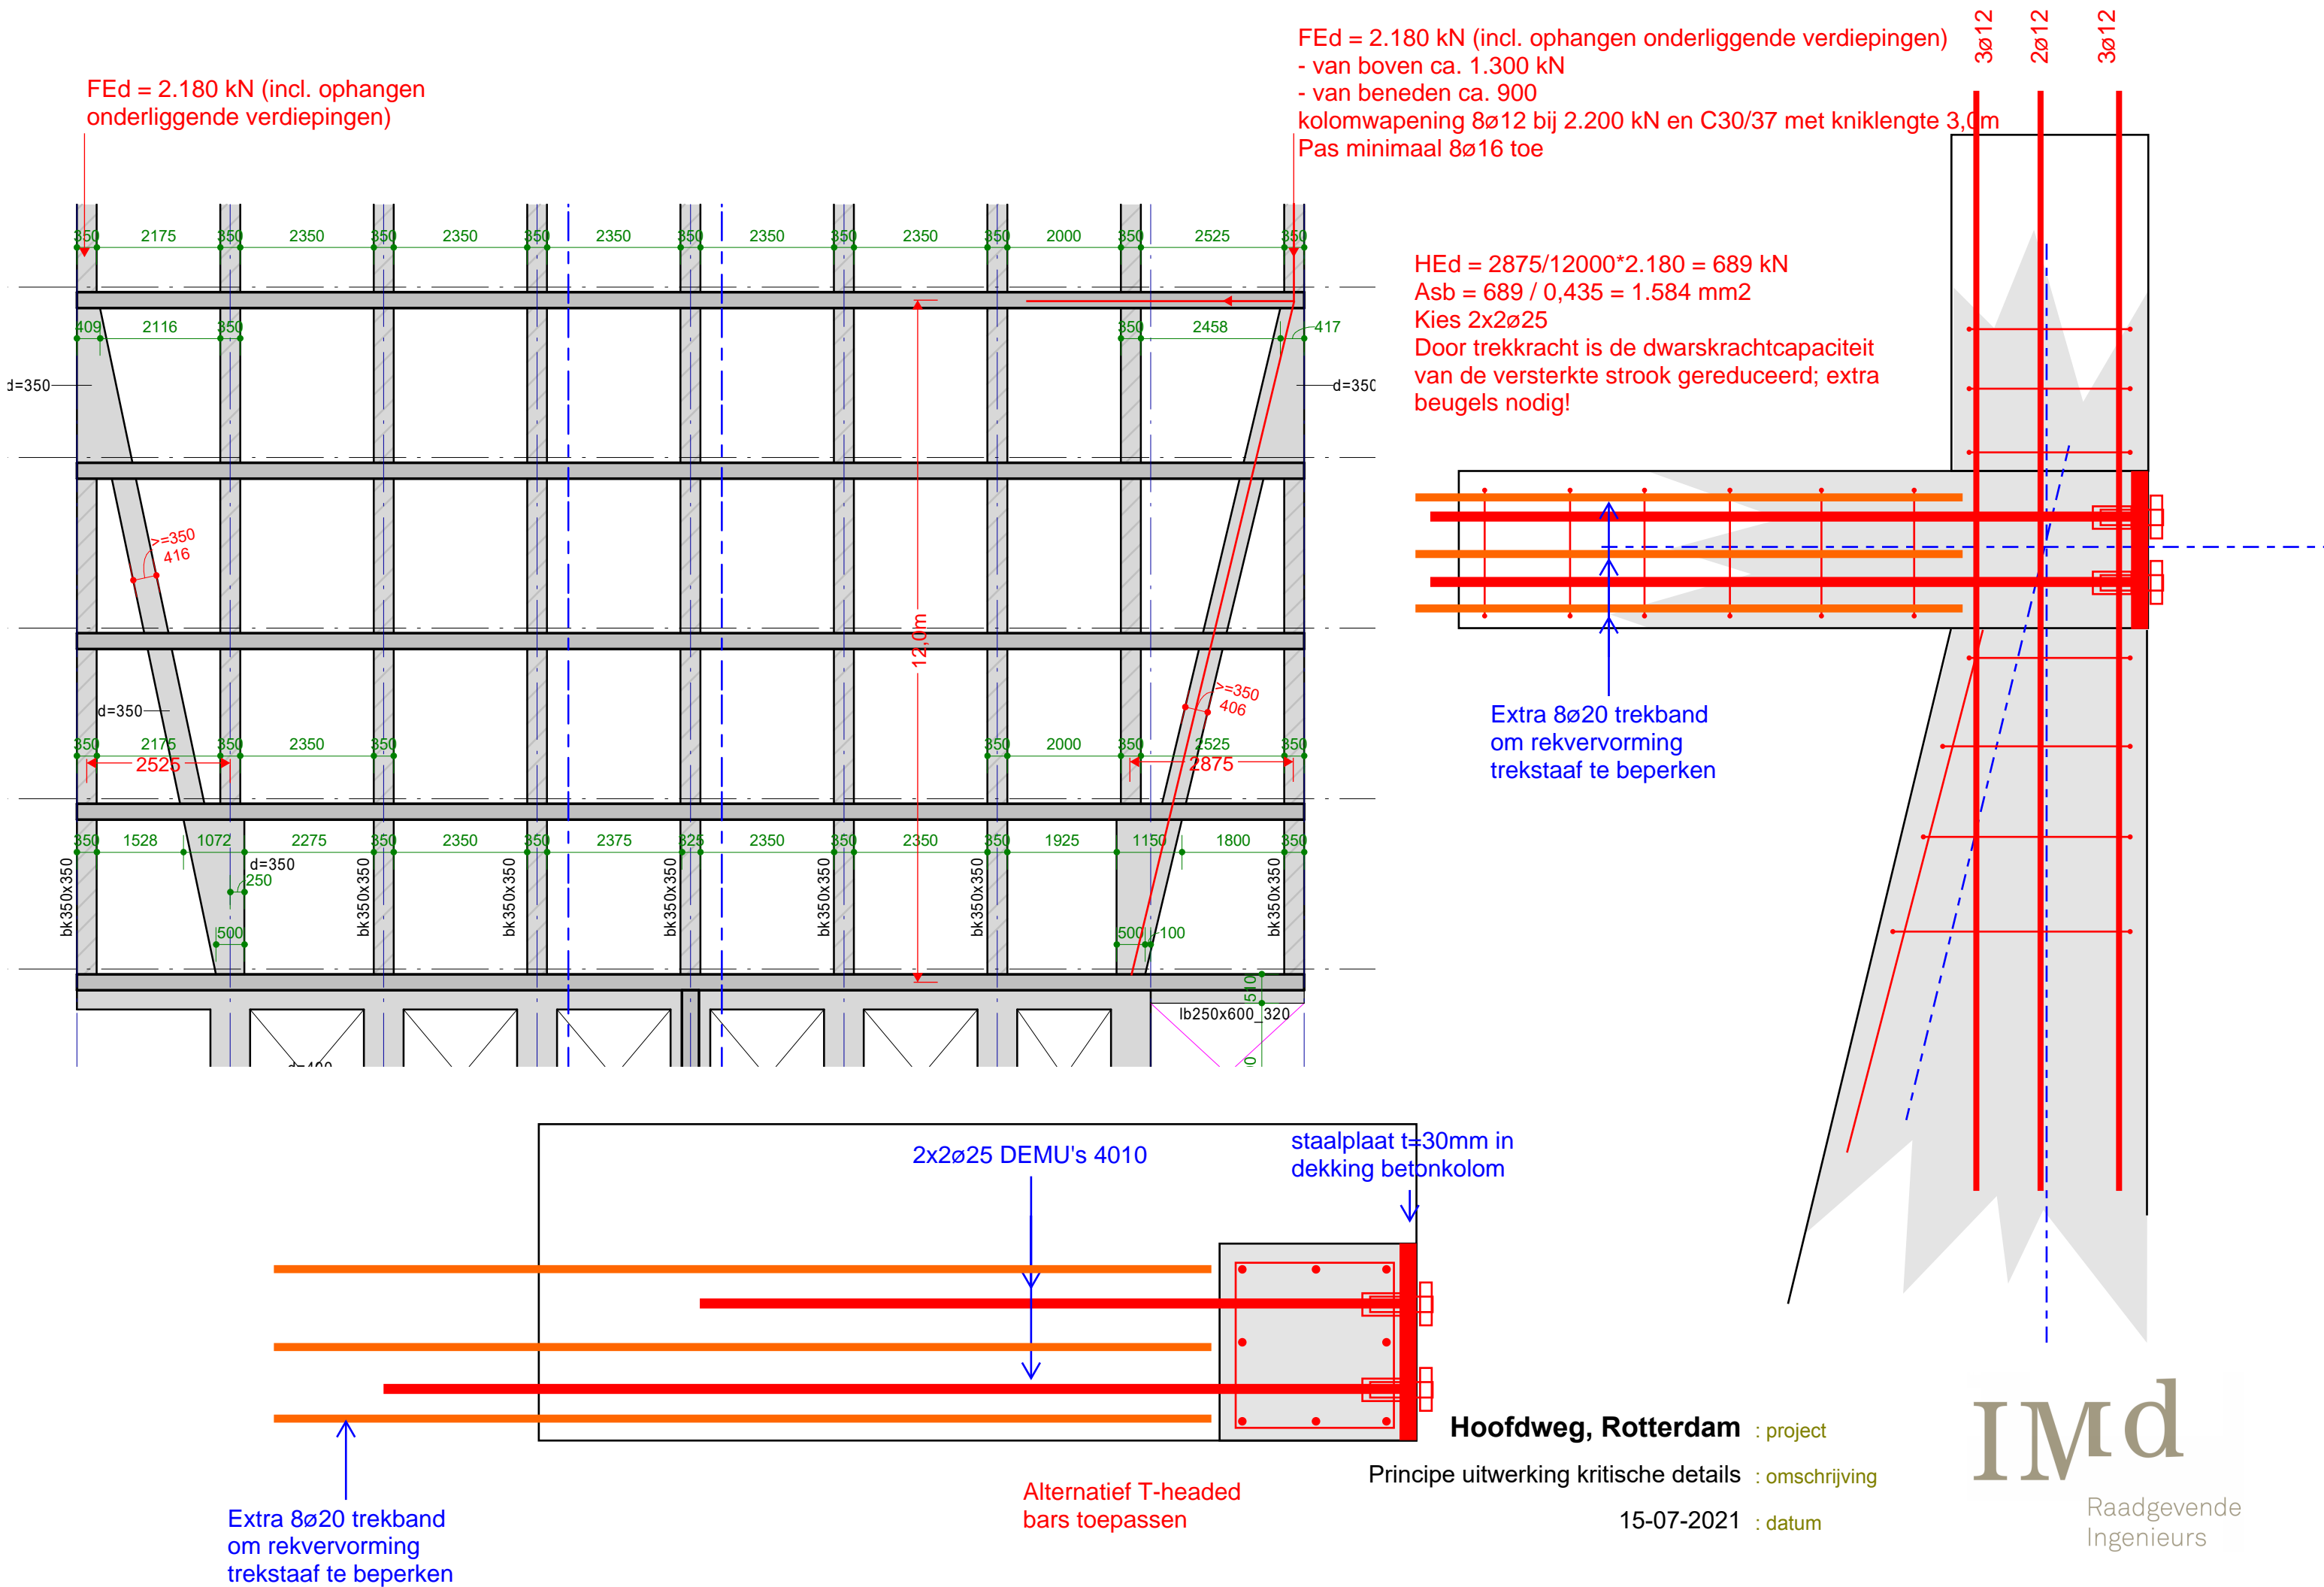 FEd = 2.180 kN (incl. ophangen
onderliggende verdiepingen)
FEd = 2.180 kN (incl. ophangen onderliggende verdiepingen)
- van boven ca. 1.300 kN
- van beneden ca. 900
kolomwapening 8ø12 bij 2.200 kN en C30/37 met kniklengte 3,0m
Pas minimaal 8ø16 toe
3ø12
2ø12
3ø12
350 2175 350 2350 350 2350 350 2350 350 2350 350 2350 350 2000 350 2525 350
HEd = 2875/12000*2.180 = 689 kN
Asb = 689 / 0,435 = 1.584 mm2
Kies 2x2ø25
Door trekkracht is de dwarskrachtcapaciteit
van de versterkte strook gereduceerd; extra
beugels nodig!
409 2116 350
350 2458 417
d=350
d=350
>=350
416
12,0m
>=350
406
d=350
350 2175 350 2350 350
350 2000 350 2525 350
2525
2875
Extra 8ø20 trekband
om rekvervorming
trekstaaf te beperken
350 1528 1072 2275 350 2350 350 2375 325 2350 350 2350 350 1925 1150 1800 350
d=350
250
bk350x350
bk350x350
bk350x350
bk350x350
bk350x350
bk350x350
bk350x350
500
500 100
510
lb250x600_320
2x2ø25 DEMU's 4010
staalplaat t=30mm in
dekking betonkolom
Extra 8ø20 trekband
om rekvervorming
trekstaaf te beperken
Alternatief T-headed
bars toepassen
Hoofdweg, Rotterdam : project
Principe uitwerking kritische details : omschrijving
15-07-2021 : datum
IMd
Raadgevende
Ingenieurs